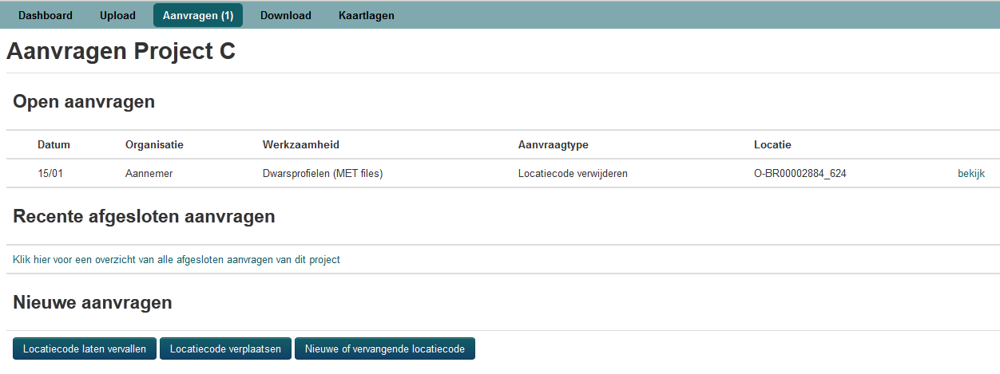 Dashboard Upload Aanvragen (1) Download Kaartlagen
Aanvragen Project C
Open aanvragen
Datum Organisatie Werkzaamheid Aanvraagtype Locatie
15/01 Aannemer Dwarsprofielen (MET files) Locatiecode verwijderen O-BR00002884_624 bekijk
Recente afgesloten aanvragen
Klik hier voor een overzicht van alle afgesloten aanvragen van dit project
Nieuwe aanvragen
Locatiecode laten vervallen Locatiecode verplaatsen Nieuwe of vervangende locatiecode